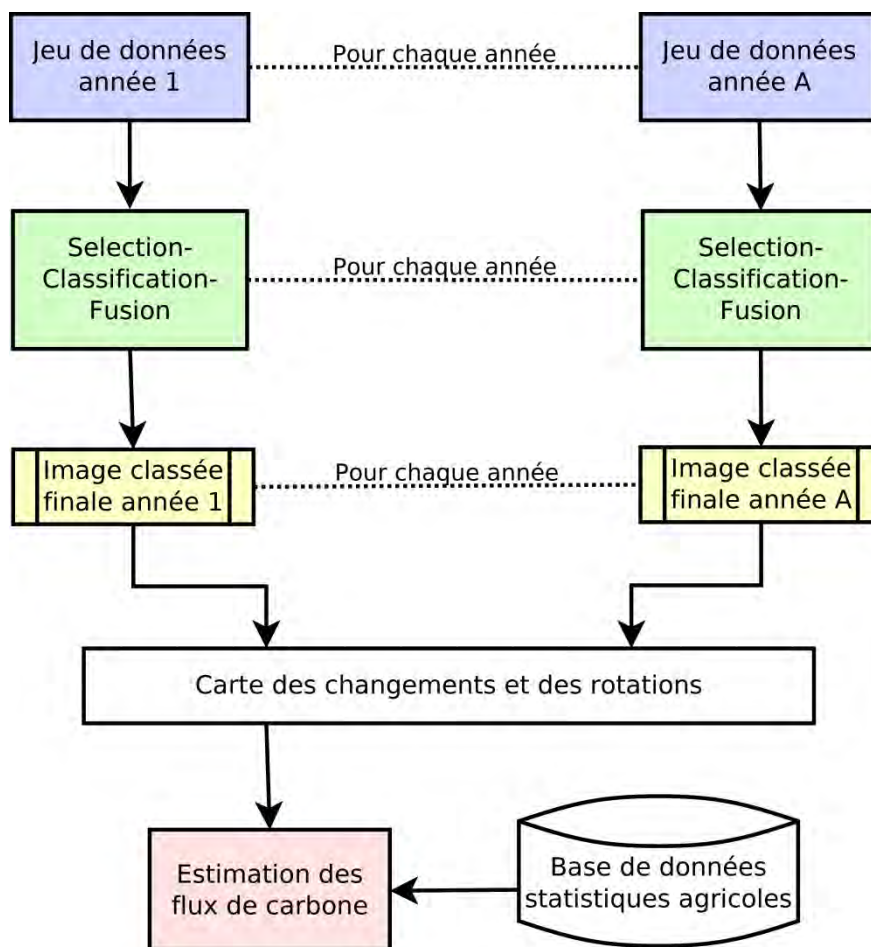 Jeu de données
année 1
Pour chaque année
Jeu de données
année A
Selection-
Classification-
Fusion
Pour chaque année
Selection-
Classification-
Fusion
Image classée
finale année 1
Pour chaque année
Image classée
finale année A
Carte des changements et des rotations
Estimation des
flux de carbone
Base de données
statistiques agricoles